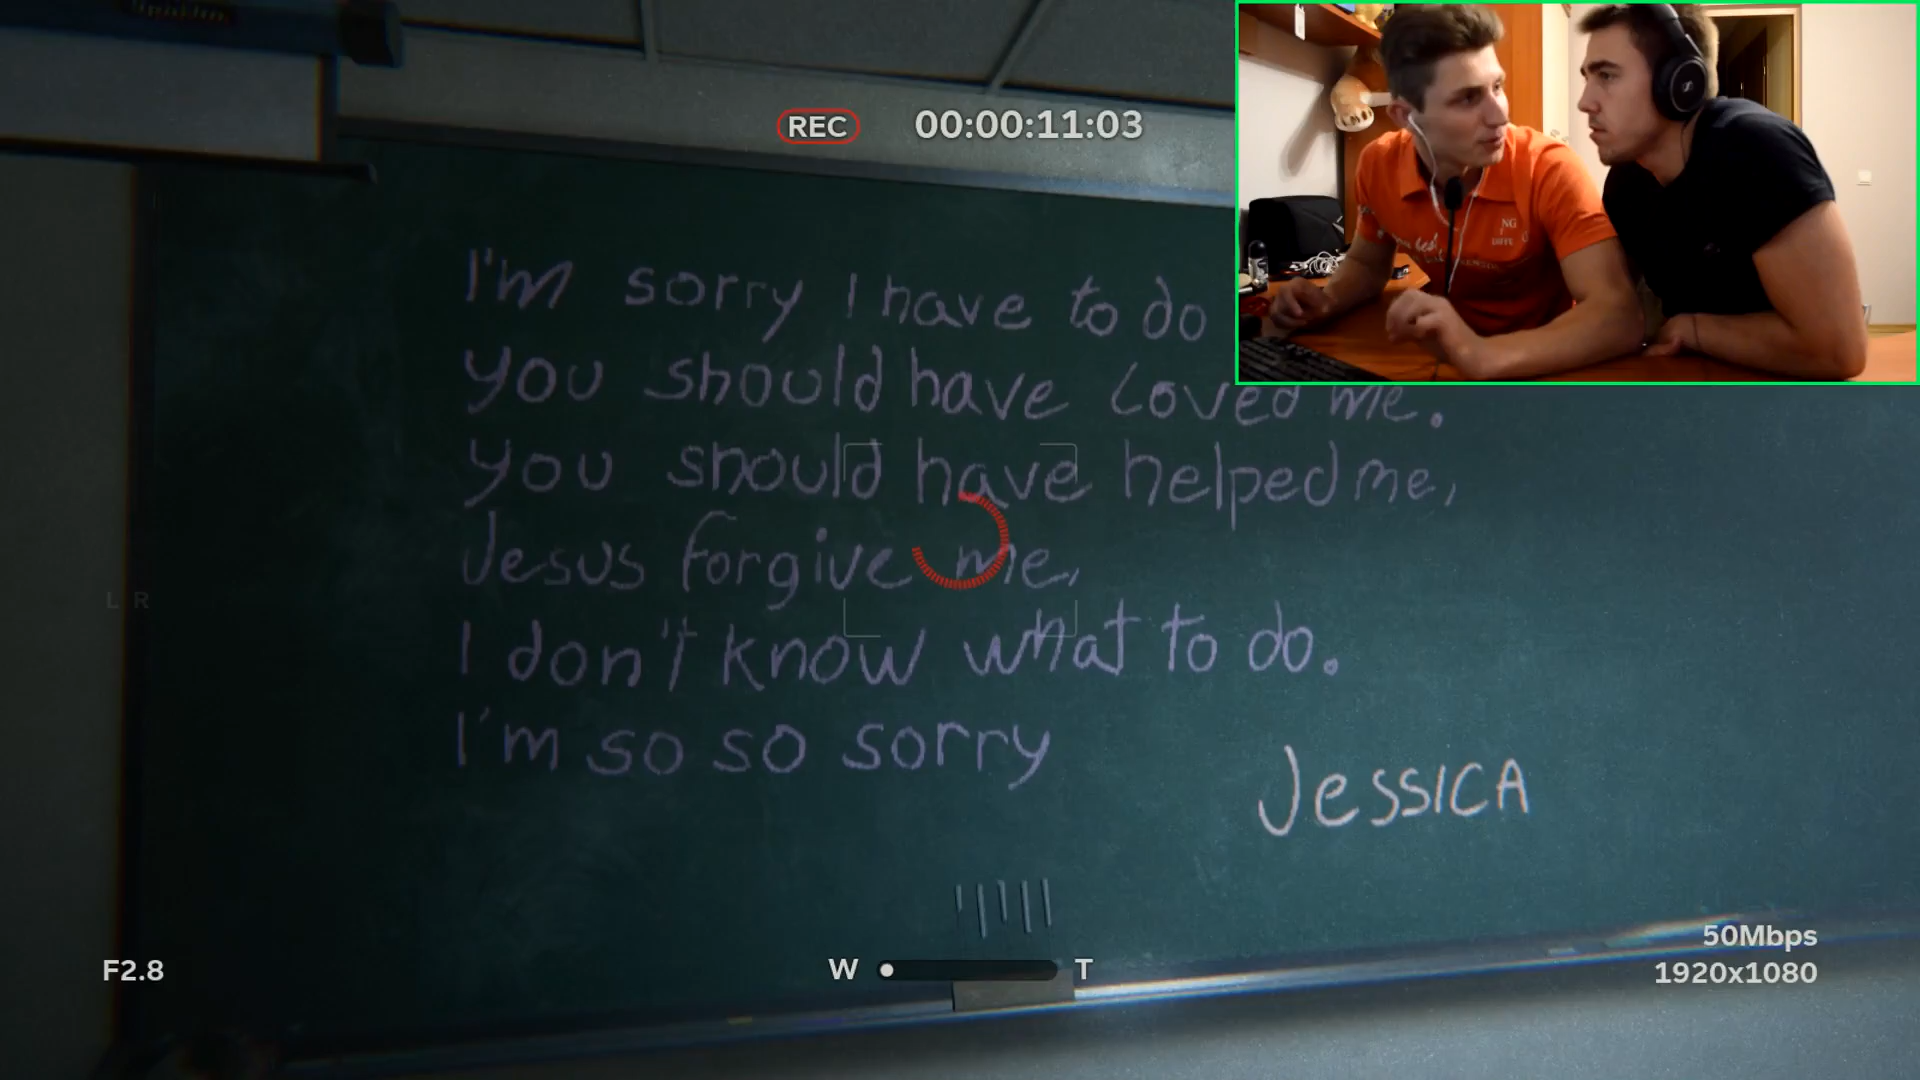 REC 00:00:11:03
I'm sorry I have to do
You should have Loved me.
You should have helped me,
Jesus forgive me,
I don't know what to do.
I'm so so sorry
JeSSICA
L R
50Mbps
F2.8
W T
1920x1080
NG